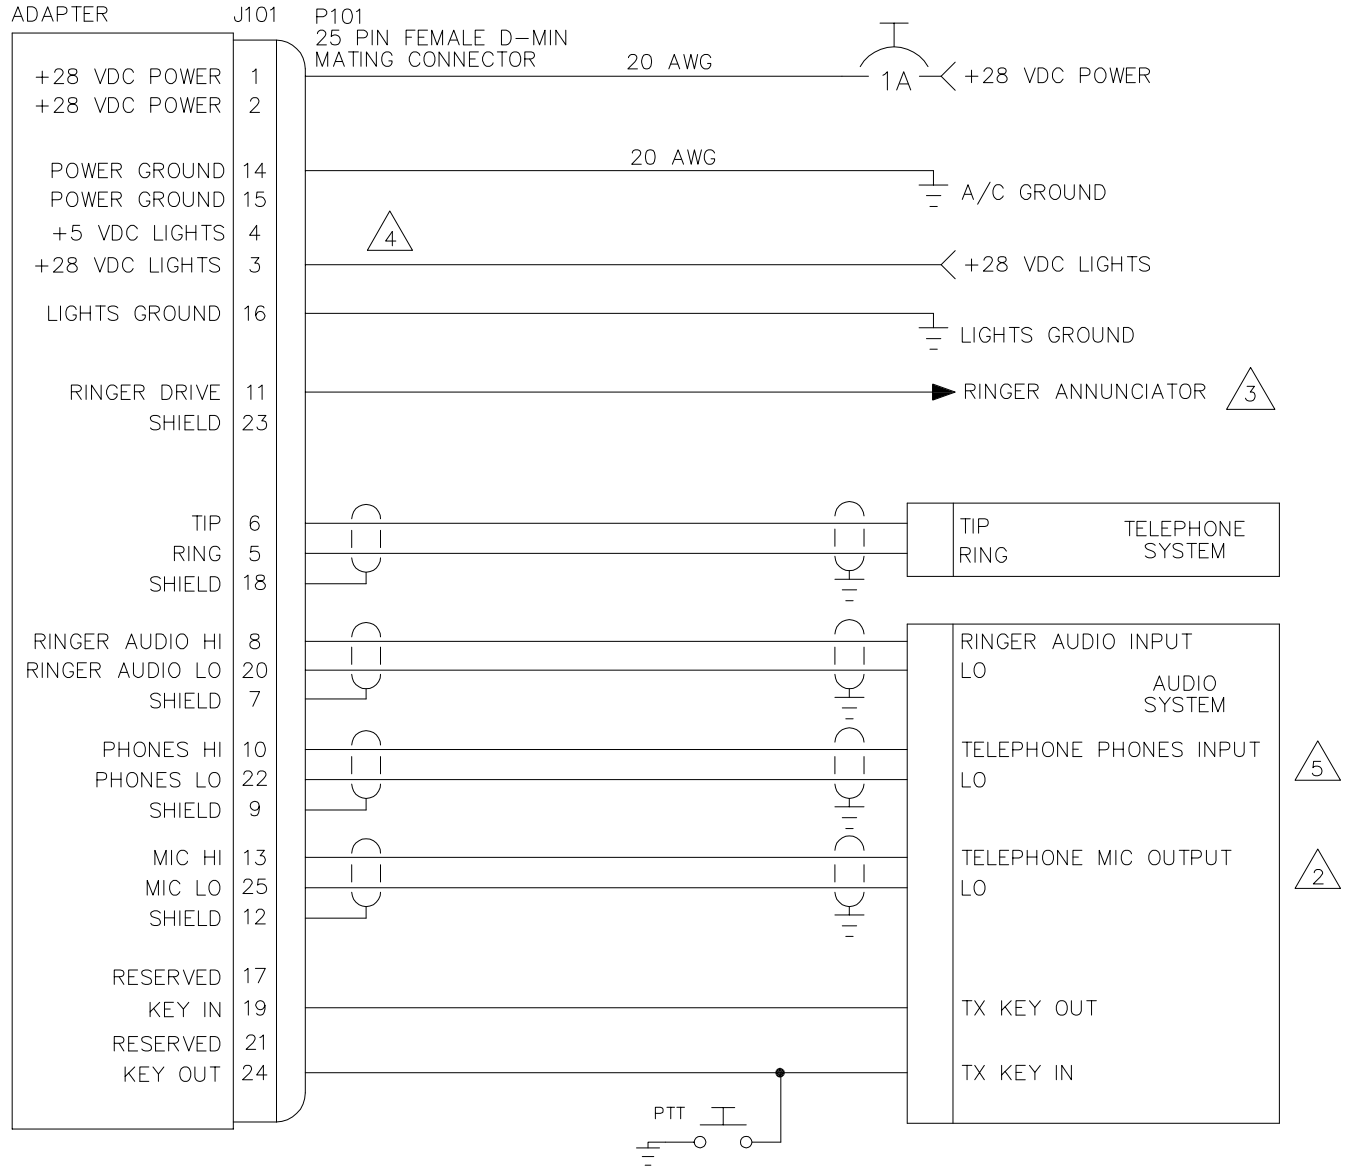 ADAPTER J101 P101
25 PIN FEMALE D-MIN
MATING CONNECTOR
+28 VDC POWER 1 20 AWG 1A +28 VDC POWER
+28 VDC POWER 2
POWER GROUND 14 20 AWG A/C GROUND
POWER GROUND 15
+5 VDC LIGHTS 4 4
+28 VDC LIGHTS 3 +28 VDC LIGHTS
LIGHTS GROUND 16 LIGHTS GROUND
RINGER DRIVE 11 RINGER ANNUNCIATOR 3
SHIELD 23
TIP 6 TIP TELEPHONE
RING 5 RING SYSTEM
SHIELD 18
RINGER AUDIO HI 8 RINGER AUDIO INPUT
RINGER AUDIO LO 20 LO
SHIELD 7 AUDIO
SYSTEM
PHONES HI 10 TELEPHONE PHONES INPUT 5
PHONES LO 22 LO
SHIELD 9
MIC HI 13 TELEPHONE MIC OUTPUT 2
MIC LO 25 LO
SHIELD 12
RESERVED 17
KEY IN 19 TX KEY OUT
RESERVED 21
KEY OUT 24 TX KEY IN
PTT